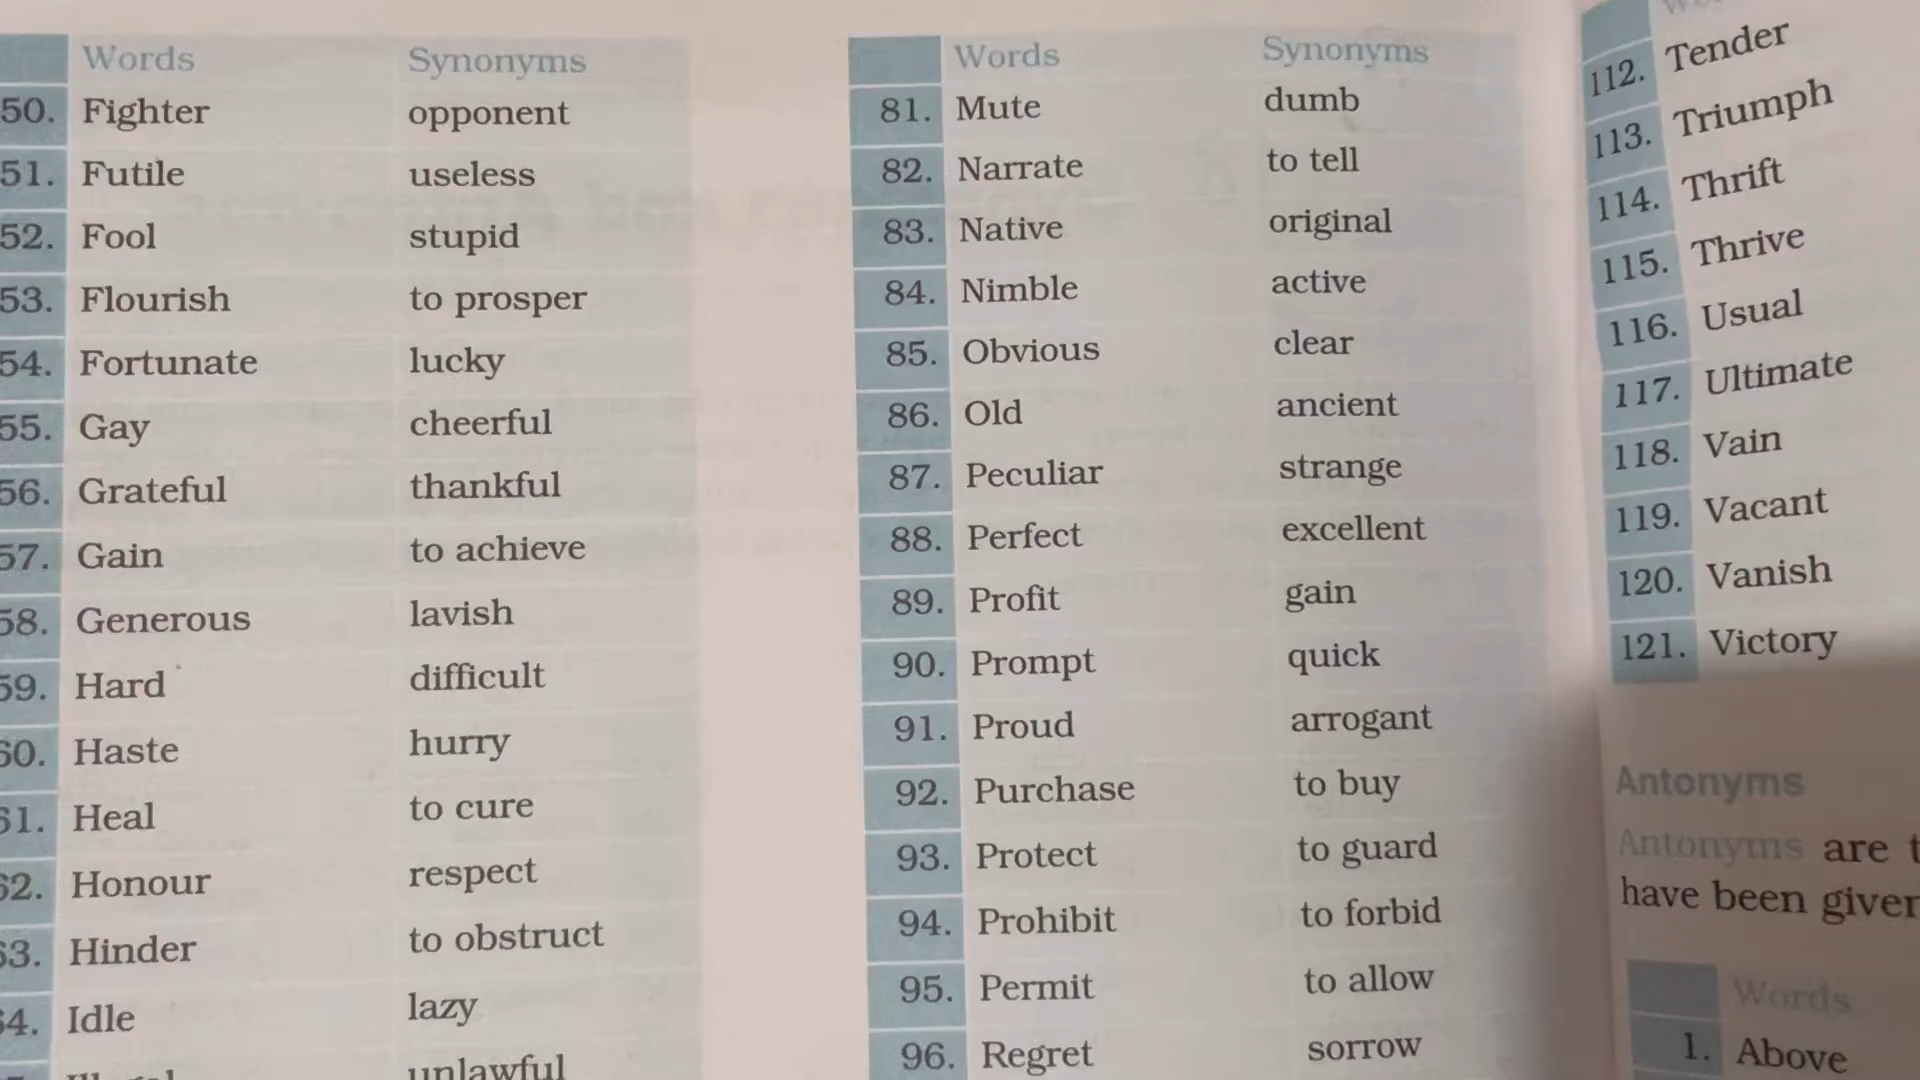 Words Synonyms
50. Fighter opponent
51. Futile useless
52. Fool stupid
53. Flourish to prosper
54. Fortunate lucky
55. Gay cheerful
56. Grateful thankful
57. Gain to achieve
58. Generous lavish
59. Hard difficult
60. Haste hurry
61. Heal to cure
62. Honour respect
63. Hinder to obstruct
64. Idle lazy
unlawful
Words Synonyms
81. Mute dumb
82. Narrate to tell
83. Native original
84. Nimble active
85. Obvious clear
86. Old ancient
87. Peculiar strange
88. Perfect excellent
89. Profit gain
90. Prompt quick
91. Proud arrogant
92. Purchase to buy
93. Protect to guard
94. Prohibit to forbid
95. Permit to allow
96. Regret sorrow
112. Tender
113. Triumph
114. Thrift
115. Thrive
116. Usual
117. Ultimate
118. Vain
119. Vacant
120. Vanish
121. Victory
Antonyms
Antonyms are
have been
Words
1. Above